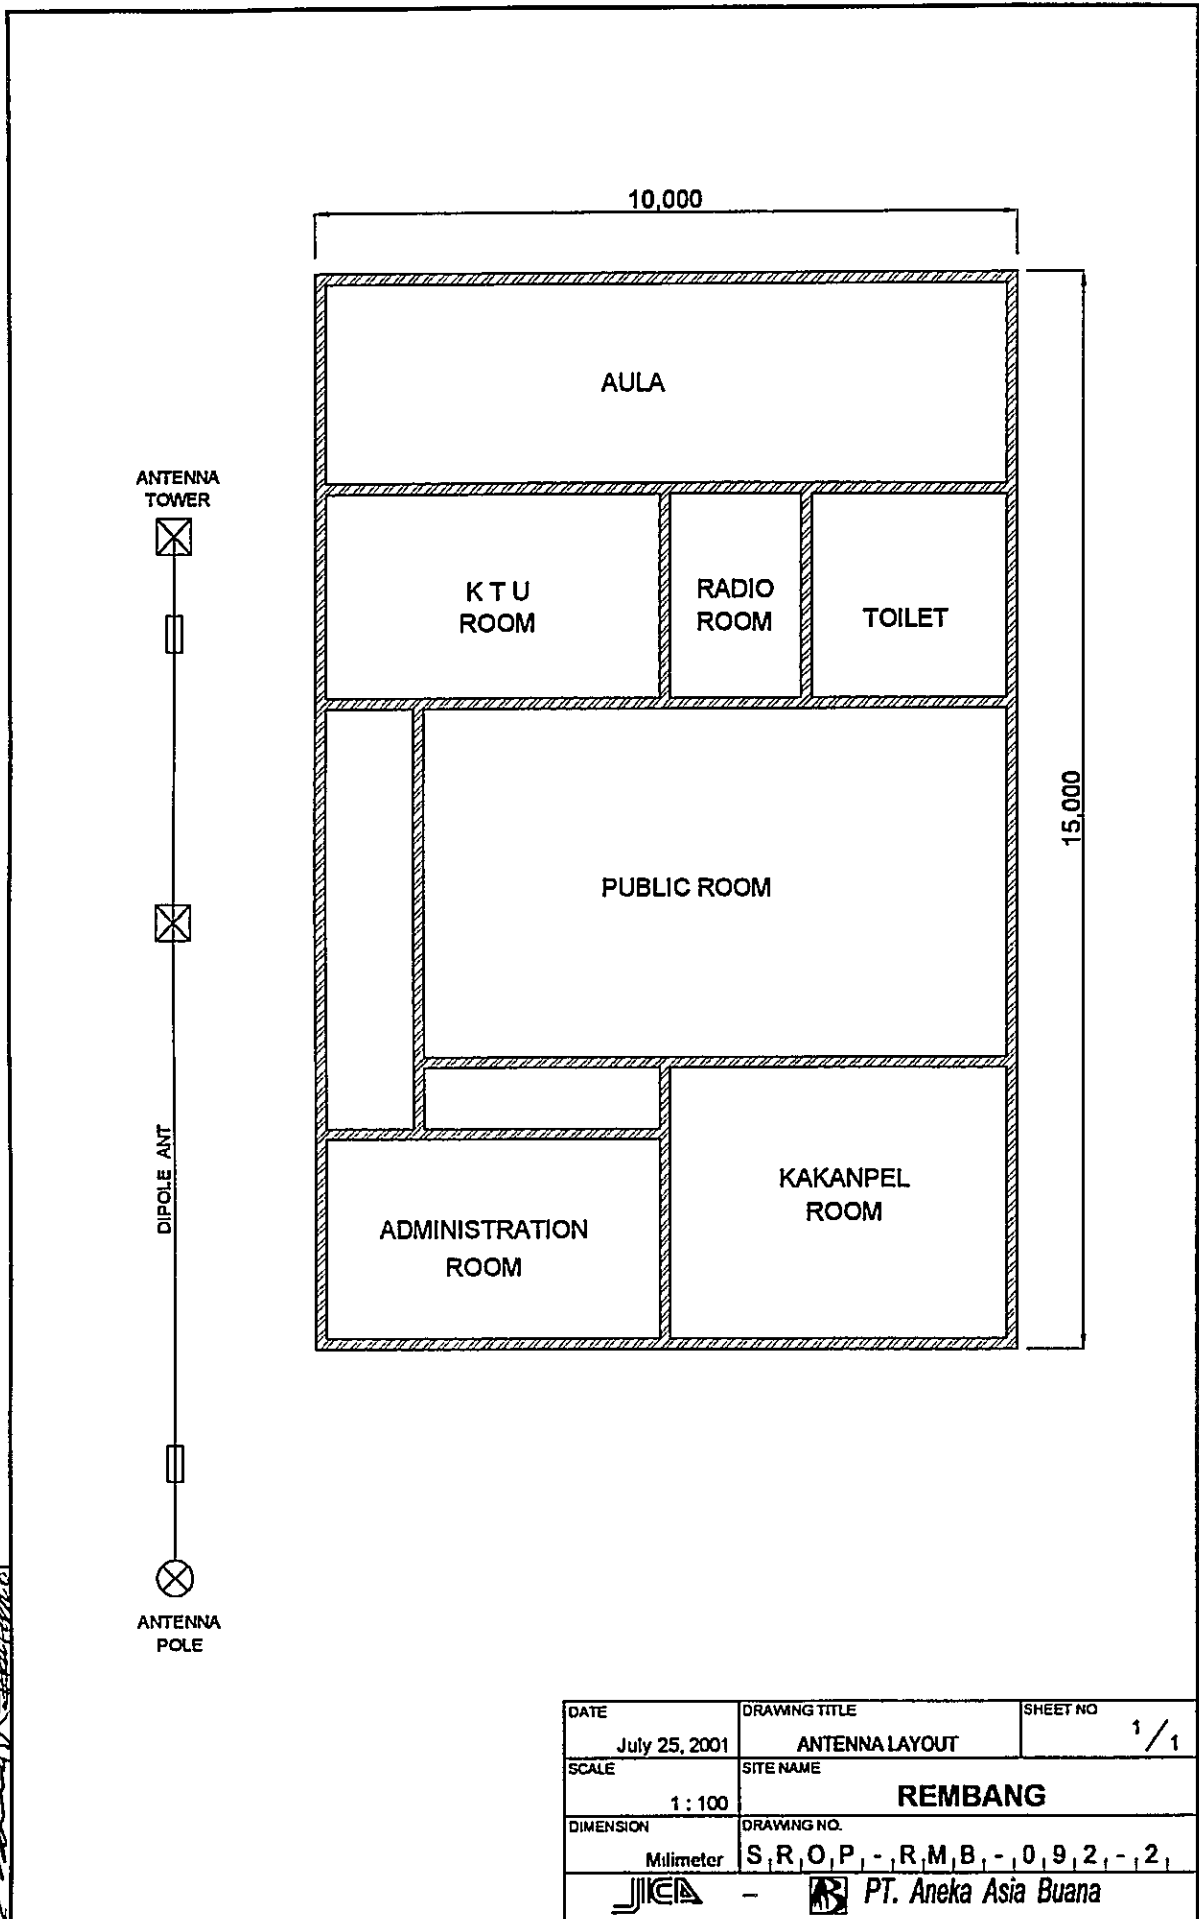 10,000
AULA
ANTENNA
TOWER
K T U
ROOM
RADIO
ROOM
TOILET
15,000
PUBLIC ROOM
DIPOLE ANT
KAKANPEL
ROOM
ADMINISTRATION
ROOM
ANTENNA
POLE
DATE
July 25, 2001
DRAWING TITLE
ANTENNA LAYOUT
SHEET NO
1/1
SCALE
1 : 100
SITE NAME
REMBANG
DIMENSION
Milimeter
DRAWING NO.
S R O P - R M B - 0 9 2 - 2
JICA - PT. Aneka Asia Buana